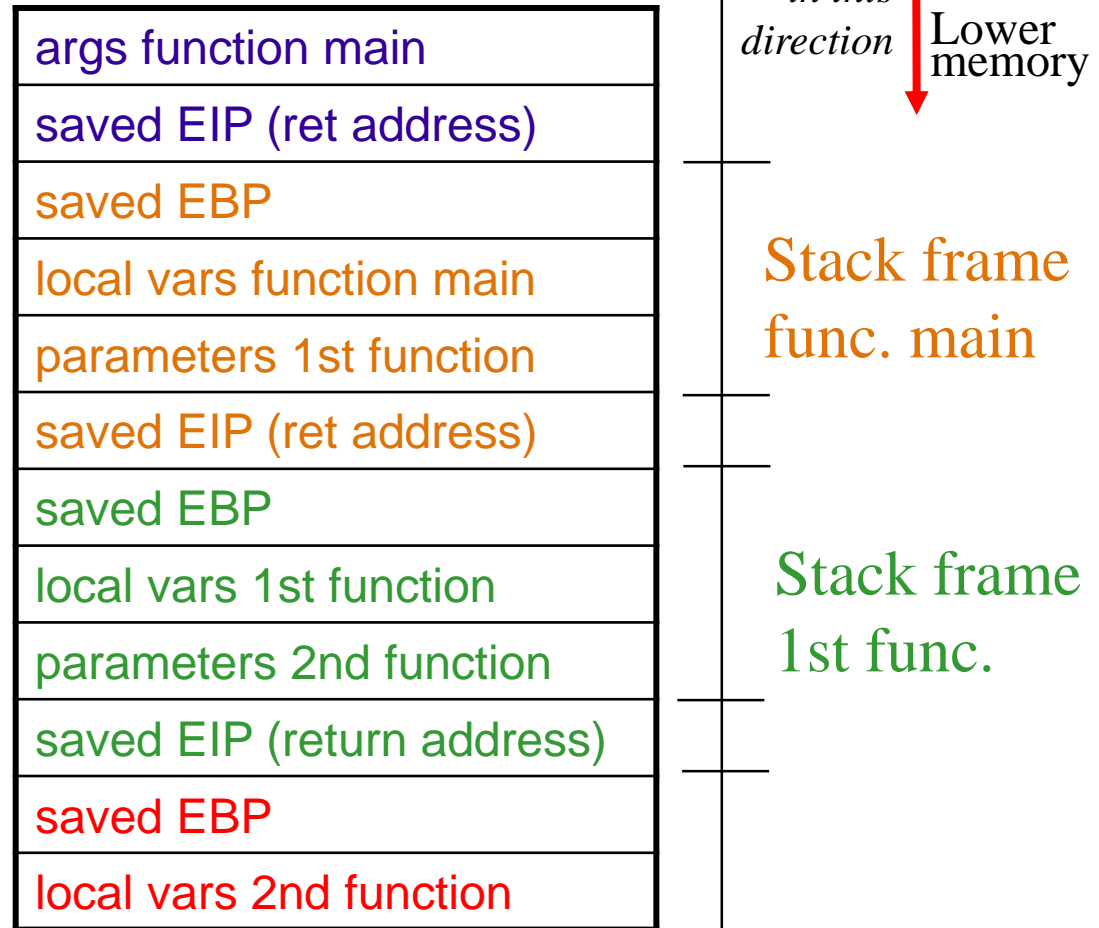 in this
direction
Lower
memory
args function main
saved EIP (ret address)
saved EBP
local vars function main
parameters 1st function
saved EIP (ret address)
saved EBP
local vars 1st function
parameters 2nd function
saved EIP (return address)
saved EBP
local vars 2nd function
Stack frame
func. main
Stack frame
1st func.